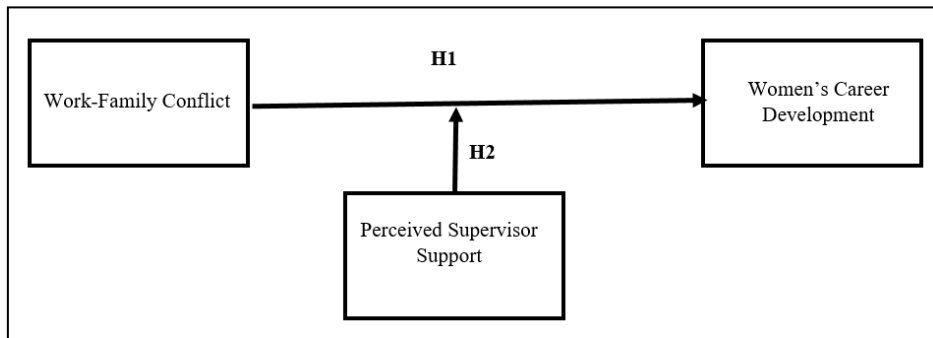 H1
Work-Family Conflict
Women’s Career
Development
H2
Perceived Supervisor
Support